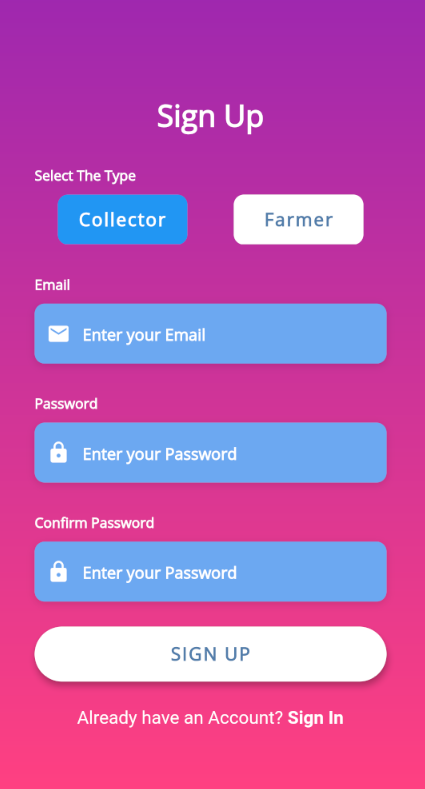 Sign Up
Select The Type
Collector Farmer
Email
Enter your Email
Password
Enter your Password
Confirm Password
Enter your Password
SIGN UP
Already have an Account? Sign In